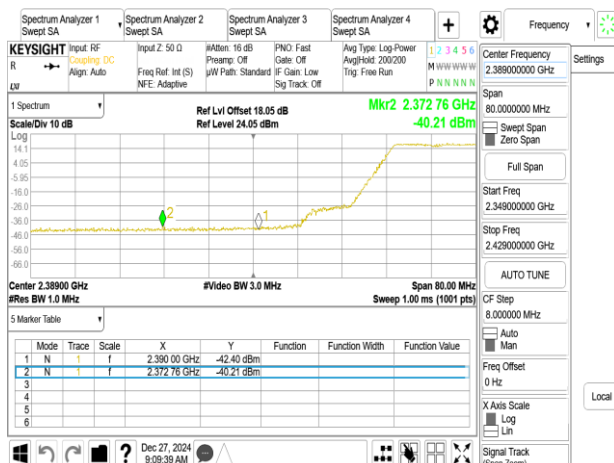 Spectrum Analyzer 1
Swept SA
Spectrum Analyzer 2
Swept SA
Spectrum Analyzer 3
Swept SA
Spectrum Analyzer 4
Swept SA
+
Frequency
KEYSIGHT
R
LXI
Input: RF
Coupling: DC
Align: Auto
Input Z: 50 Ω
Freq Ref: Int (S)
NFE: Adaptive
#Atten: 16 dB
Preamp: Off
µW Path: Standard
PNO: Fast
Gate: Off
IF Gain: Low
Sig Track: Off
Avg Type: Log-Power
Avg|Hold: 200/200
Trig: Free Run
1 2 3 4 5 6
M W W W W W
P N N N N N
1 Spectrum
Scale/Div 10 dB
Log
Ref Lvl Offset 18.05 dB
Ref Level 24.05 dBm
Mkr2 2.372 76 GHz
-40.21 dBm
14.1
4.05
-5.95
-16.0
-26.0
-36.0
-46.0
-56.0
-66.0
2
1
Center 2.38900 GHz
#Res BW 1.0 MHz
#Video BW 3.0 MHz
Span 80.00 MHz
Sweep 1.00 ms (1001 pts)
5 Marker Table
Mode Trace Scale X Y Function Function Width Function Value
1 N 1 f 2.390 00 GHz -42.40 dBm
2 N 1 f 2.372 76 GHz -40.21 dBm
3
4
5
6
?
Dec 27, 2024
9:09:39 AM
Center Frequency
2.389000000 GHz
Span
80.0000000 MHz
Swept Span
Zero Span
Full Span
Start Freq
2.349000000 GHz
Stop Freq
2.429000000 GHz
AUTO TUNE
CF Step
8.000000 MHz
Auto
Man
Freq Offset
0 Hz
X Axis Scale
Log
Lin
Signal Track
(Span Zoom)
Settings
Local